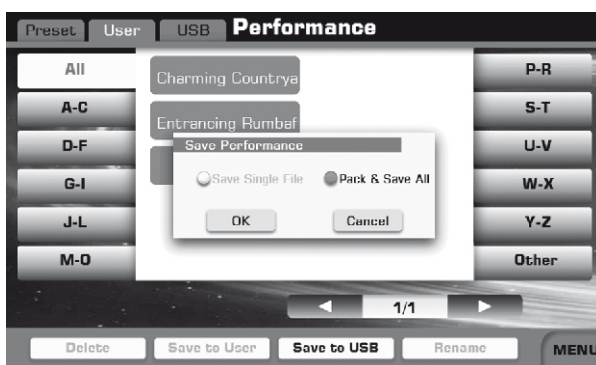 Preset User USB Performance
All
Charming Countrya
P-R
A-C
Entrancing Rumbaf
S-T
D-F
Save Performance
U-V
G-I
Save Single File Pack & Save All
W-X
J-L
OK Cancel
Y-Z
M-O
Other
1/1
Delete Save to User Save to USB Rename MENU